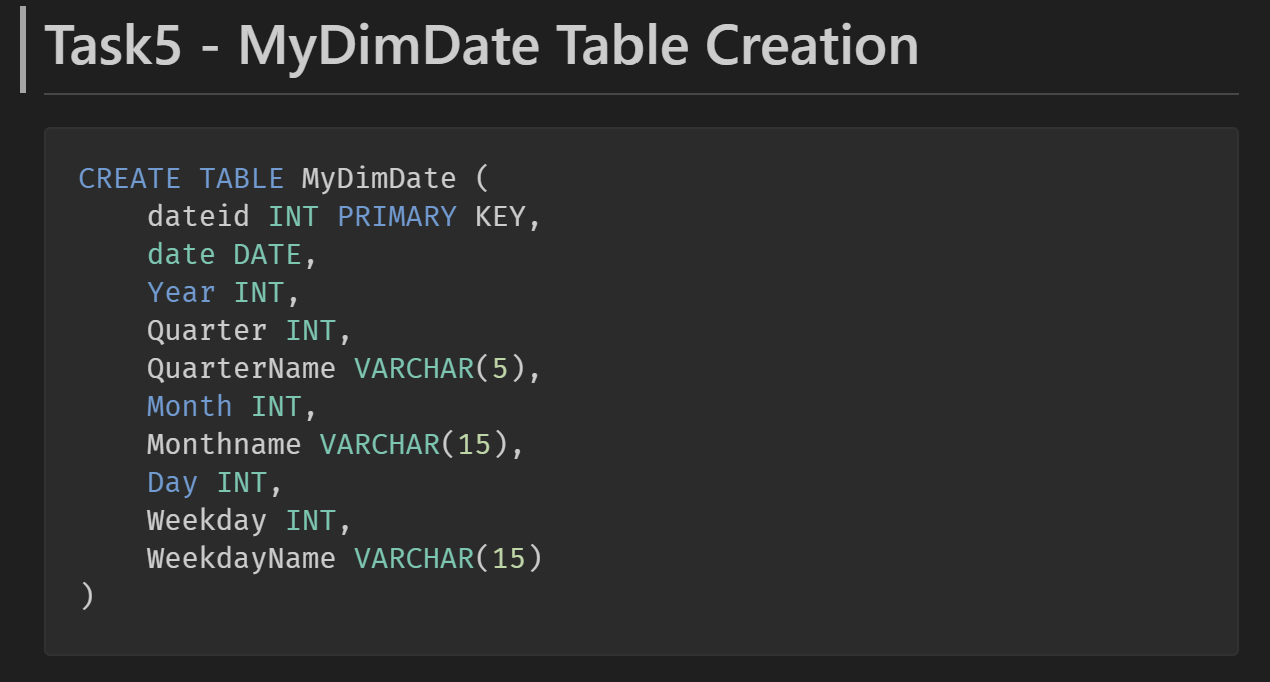 Task5 - MyDimDate Table Creation
CREATE TABLE MyDimDate (
    dateid INT PRIMARY KEY,
    date DATE,
    Year INT,
    Quarter INT,
    QuarterName VARCHAR(5),
    Month INT,
    Monthname VARCHAR(15),
    Day INT,
    Weekday INT,
    WeekdayName VARCHAR(15)
)